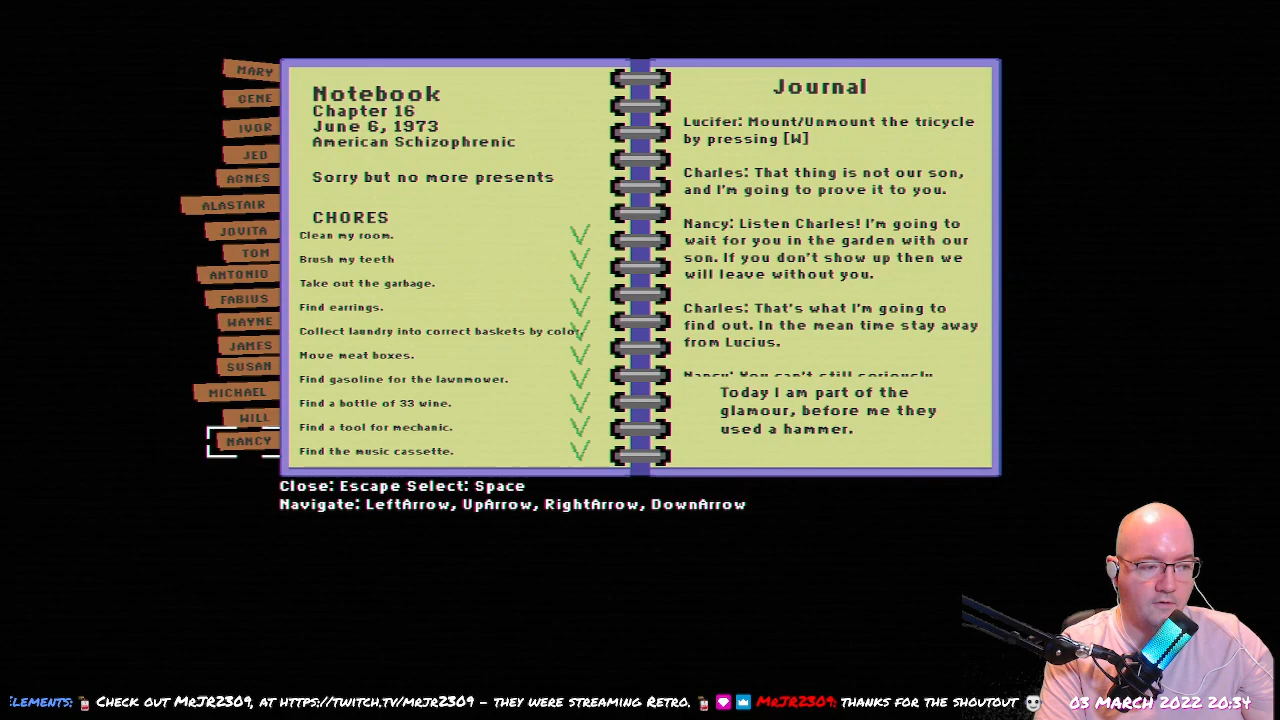 MARY
GENE
IVOR
JED
AGNES
ALASTAIR
JOVITA
TOM
ANTONIO
FABIUS
WAYNE
JAMES
SUSAN
MICHAEL
WILL
NANCY
Notebook
Chapter 16
June 6, 1973
American Schizophrenic
Sorry but no more presents
CHORES
Clean my room.
Brush my teeth
Take out the garbage.
Find earrings.
Collect laundry into correct baskets by color.
Move meat boxes.
Find gasoline for the lawnmower.
Find a bottle of 33 wine.
Find a tool for mechanic.
Find the music cassette.
Journal
Lucifer: Mount/Unmount the tricycle
by pressing [W]
Charles: That thing is not our son,
and I'm going to prove it to you.
Nancy: Listen Charles! I'm going to
wait for you in the garden with our
son. If you don't show up then we
will leave without you.
Charles: That's what I'm going to
find out. In the mean time stay away
from Lucius.
Nancy: You can't still seriously
Today I am part of the
glamour, before me they
used a hammer.
Close: Escape Select: Space
Navigate: LeftArrow, UpArrow, RightArrow, DownArrow
Elements: Check out MrJR2309, at https://twitch.tv/mrjr2309 - they were streaming Retro. MrJR2309: thanks for the shoutout 03 March 2022 20:34